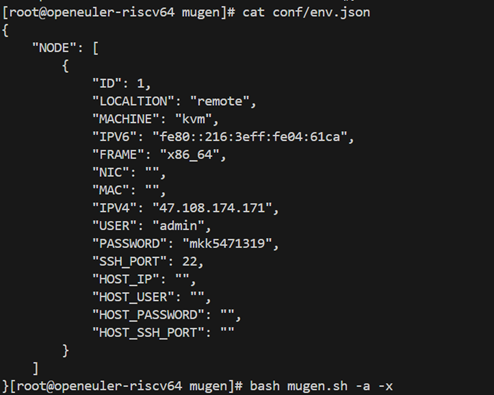 [root@openeuler-riscv64 mugen]# cat conf/env.json
{
    "NODE": [
        {
            "ID": 1,
            "LOCALTION": "remote",
            "MACHINE": "kvm",
            "IPV6": "fe80::216:3eff:fe04:61ca",
            "FRAME": "x86_64",
            "NIC": "",
            "MAC": "",
            "IPV4": "47.108.174.171",
            "USER": "admin",
            "PASSWORD": "mkk5471319",
            "SSH_PORT": 22,
            "HOST_IP": "",
            "HOST_USER": "",
            "HOST_PASSWORD": "",
            "HOST_SSH_PORT": ""
        }
    ]
}[root@openeuler-riscv64 mugen]# bash mugen.sh -a -x